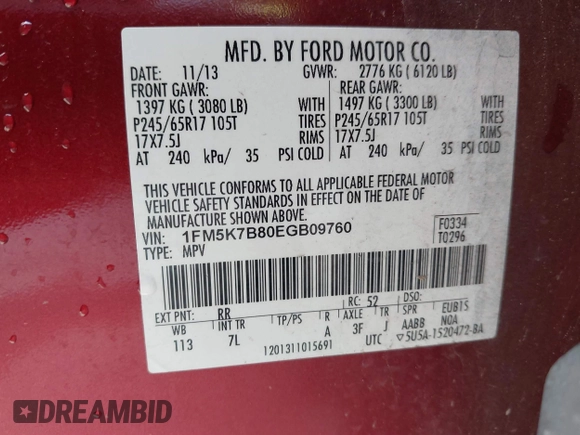 MFD. BY FORD MOTOR CO.
DATE: 11/13 GVWR: 2776 KG ( 6120 LB)
FRONT GAWR: REAR GAWR:
1397 KG ( 3080 LB) WITH 1497 KG ( 3300 LB) WITH
P245/65R17 105T TIRES P245/65R17 105T TIRES
17X7.5J RIMS 17X7.5J RIMS
AT 240 kPa/ 35 PSI COLD AT 240 kPa/ 35 PSI COLD
THIS VEHICLE CONFORMS TO ALL APPLICABLE FEDERAL MOTOR
VEHICLE SAFETY STANDARDS IN EFFECT ON THE DATE OF
MANUFACTURE SHOWN ABOVE.
VIN: 1FM5K7B80EGB09760 F0334
TYPE: MPV T0296
EXT PNT: RR RC: 52 DSO:
WB INT TR TP/PS R AXLE TR SPR EUB1S
113 7L A 3F J AABB NOA
1201311015691 UTC ▽5U5A-1520472-BA
DREAMBID